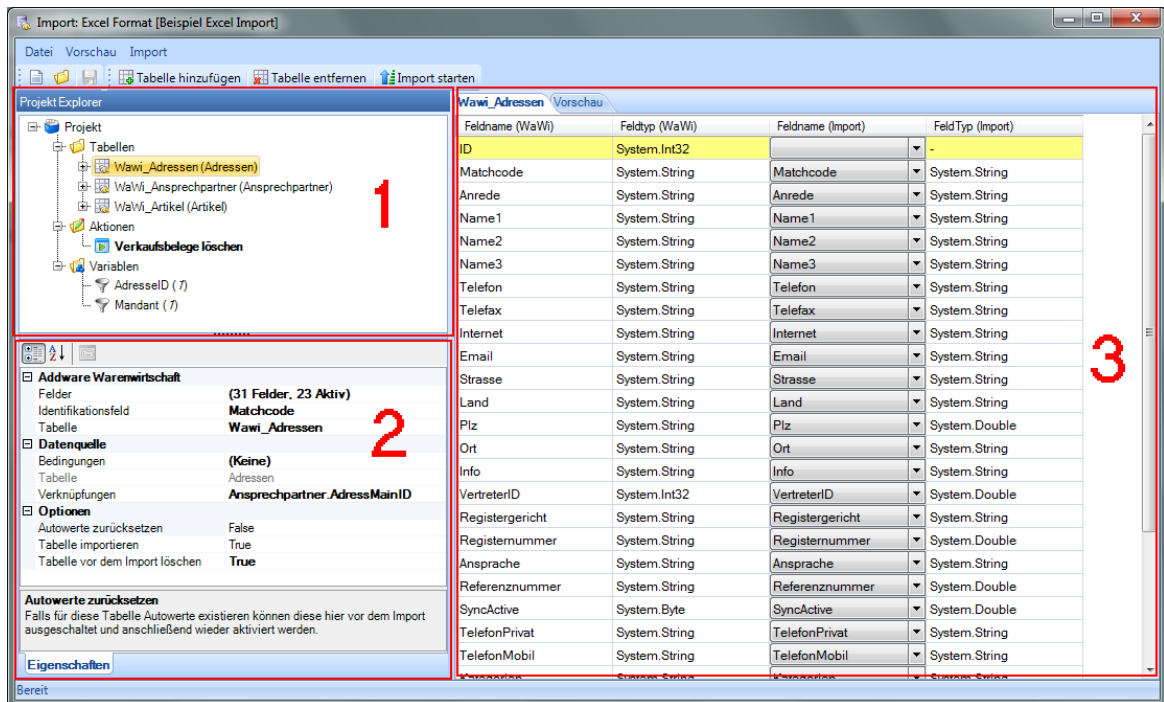 Import: Excel Format [Beispiel Excel Import]
Datei Vorschau Import
Tabelle hinzufügen Tabelle entfernen Import starten
Projekt Explorer
Projekt
Tabellen
Wawi_Adressen (Adressen)
WaWi_Ansprechpartner (Ansprechpartner)
WaWi_Artikel (Artikel)
Aktionen
Verkaufsbelege löschen
Variablen
AdresseID (1)
Mandant (1)
1
Addware Warenwirtschaft
Felder (31 Felder, 23 Aktiv)
Identifikationsfeld Matchcode
Tabelle Wawi_Adressen
Datenquelle
Bedingungen (Keine)
Tabelle Adressen
Verknüpfungen Ansprechpartner.AdressMainID
Optionen
Autowerte zurücksetzen False
Tabelle importieren True
Tabelle vor dem Import löschen True
2
Autowerte zurücksetzen
Falls für diese Tabelle Autowerte existieren können diese hier vor dem Import
ausgeschaltet und anschließend wieder aktiviert werden.
Eigenschaften
Wawi_Adressen Vorschau
Feldname (WaWi) Feldtyp (WaWi) Feldname (Import) FeldTyp (Import)
ID System.Int32 -
Matchcode System.String Matchcode System.String
Anrede System.String Anrede System.String
Name1 System.String Name1 System.String
Name2 System.String Name2 System.String
Name3 System.String Name3 System.String
Telefon System.String Telefon System.String
Telefax System.String Telefax System.String
Internet System.String Internet System.String
Email System.String Email System.String
Strasse System.String Strasse System.String
Land System.String Land System.String
Plz System.String Plz System.Double
Ort System.String Ort System.String
Info System.String Info System.String
VertreterID System.Int32 VertreterID System.Double
Registergericht System.String Registergericht System.String
Registernummer System.String Registernummer System.String
Ansprache System.String Ansprache System.String
Referenznummer System.String Referenznummer System.Double
SyncActive System.Byte SyncActive System.Double
TelefonPrivat System.String TelefonPrivat System.String
TelefonMobil System.String TelefonMobil System.String
Kategorien System.String Kategorien System.String
3
Bereit